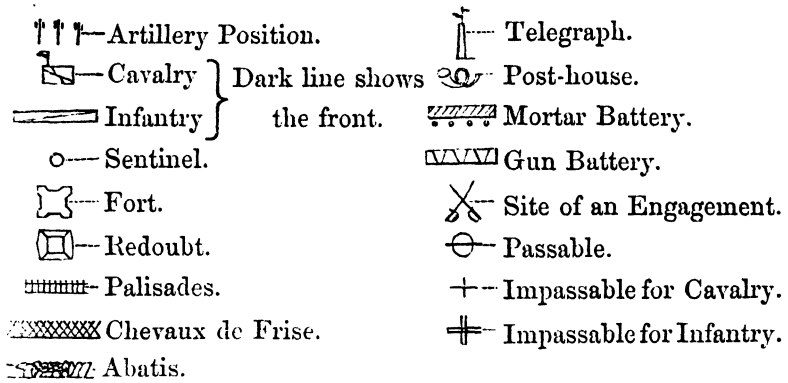 Artillery Position.
Cavalry
Infantry
Dark line shows
the front.
Sentinel.
Fort.
Redoubt.
Palisades.
Chevaux de Frise.
Abatis.
Telegraph.
Post-house.
Mortar Battery.
Gun Battery.
Site of an Engagement.
Passable.
Impassable for Cavalry.
Impassable for Infantry.